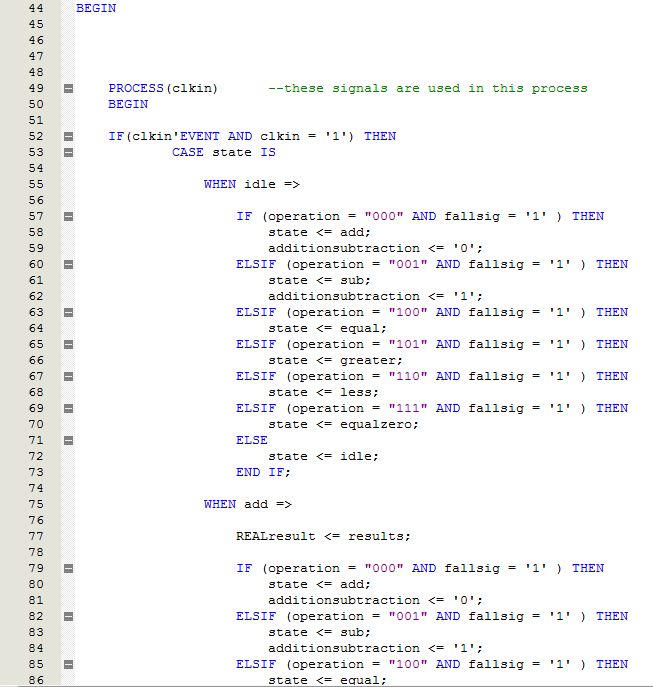 44 BEGIN
45
46
47
48
49 PROCESS(clkin) --these signals are used in this process
50 BEGIN
51
52 IF(clkin'EVENT AND clkin = '1') THEN
53 CASE state IS
54
55 WHEN idle =>
56
57 IF (operation = "000" AND fallsig = '1' ) THEN
58 state <= add;
59 additionsubtraction <= '0';
60 ELSIF (operation = "001" AND fallsig = '1' ) THEN
61 state <= sub;
62 additionsubtraction <= '1';
63 ELSIF (operation = "100" AND fallsig = '1' ) THEN
64 state <= equal;
65 ELSIF (operation = "101" AND fallsig = '1' ) THEN
66 state <= greater;
67 ELSIF (operation = "110" AND fallsig = '1' ) THEN
68 state <= less;
69 ELSIF (operation = "111" AND fallsig = '1' ) THEN
70 state <= equalzero;
71 ELSE
72 state <= idle;
73 END IF;
74
75 WHEN add =>
76
77 REALresult <= results;
78
79 IF (operation = "000" AND fallsig = '1' ) THEN
80 state <= add;
81 additionsubtraction <= '0';
82 ELSIF (operation = "001" AND fallsig = '1' ) THEN
83 state <= sub;
84 additionsubtraction <= '1';
85 ELSIF (operation = "100" AND fallsig = '1' ) THEN
86 state <= equal;